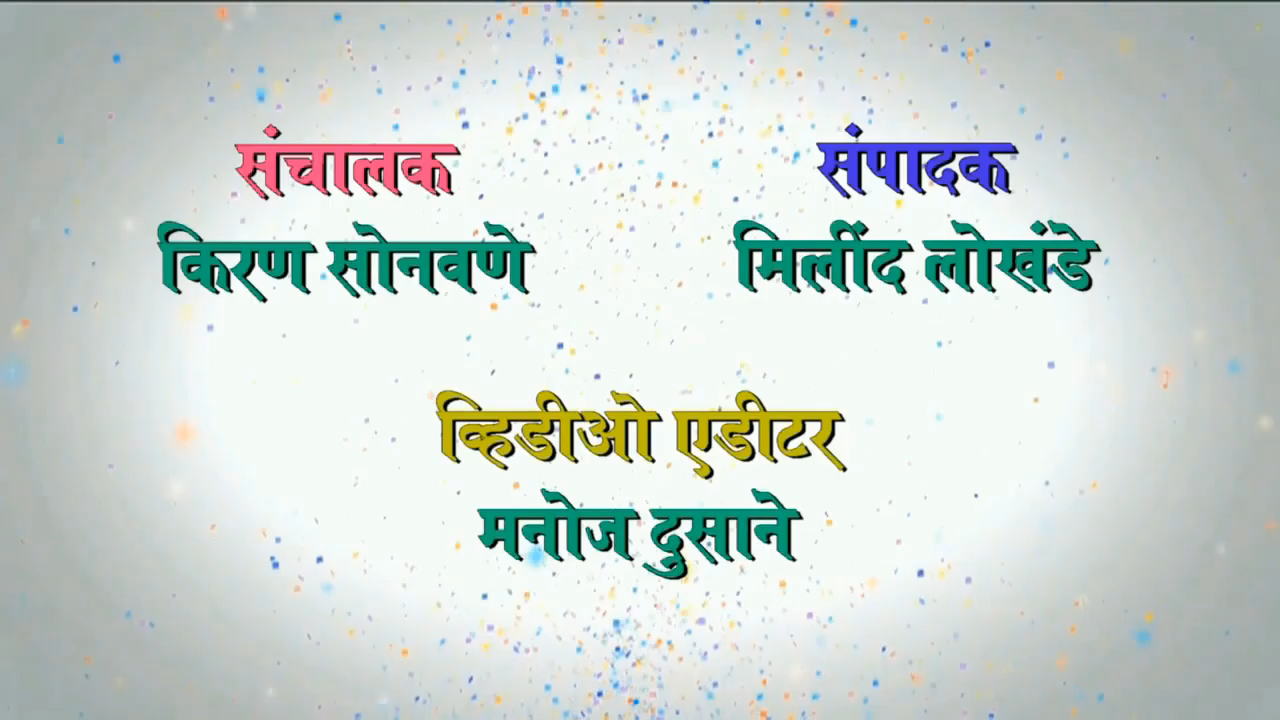 संचालक
किरण सोनवणे
संपादक
मिलींद लोखंडे
व्हिडीओ एडीटर
मनोज दुसाने